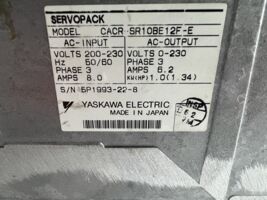 SERVOPACK
MODEL CACR-SR10BE12F-E
AC-INPUT AC-OUTPUT
VOLTS 200-230 VOLTS 0-230
Hz 50/60 PHASE 3
PHASE 3 AMPS 6.2
AMPS 8.0 KW(HP) 1.0(1.34)
S/N 5P1993-22-8
YASKAWA ELECTRIC
MADE IN JAPAN
INSP